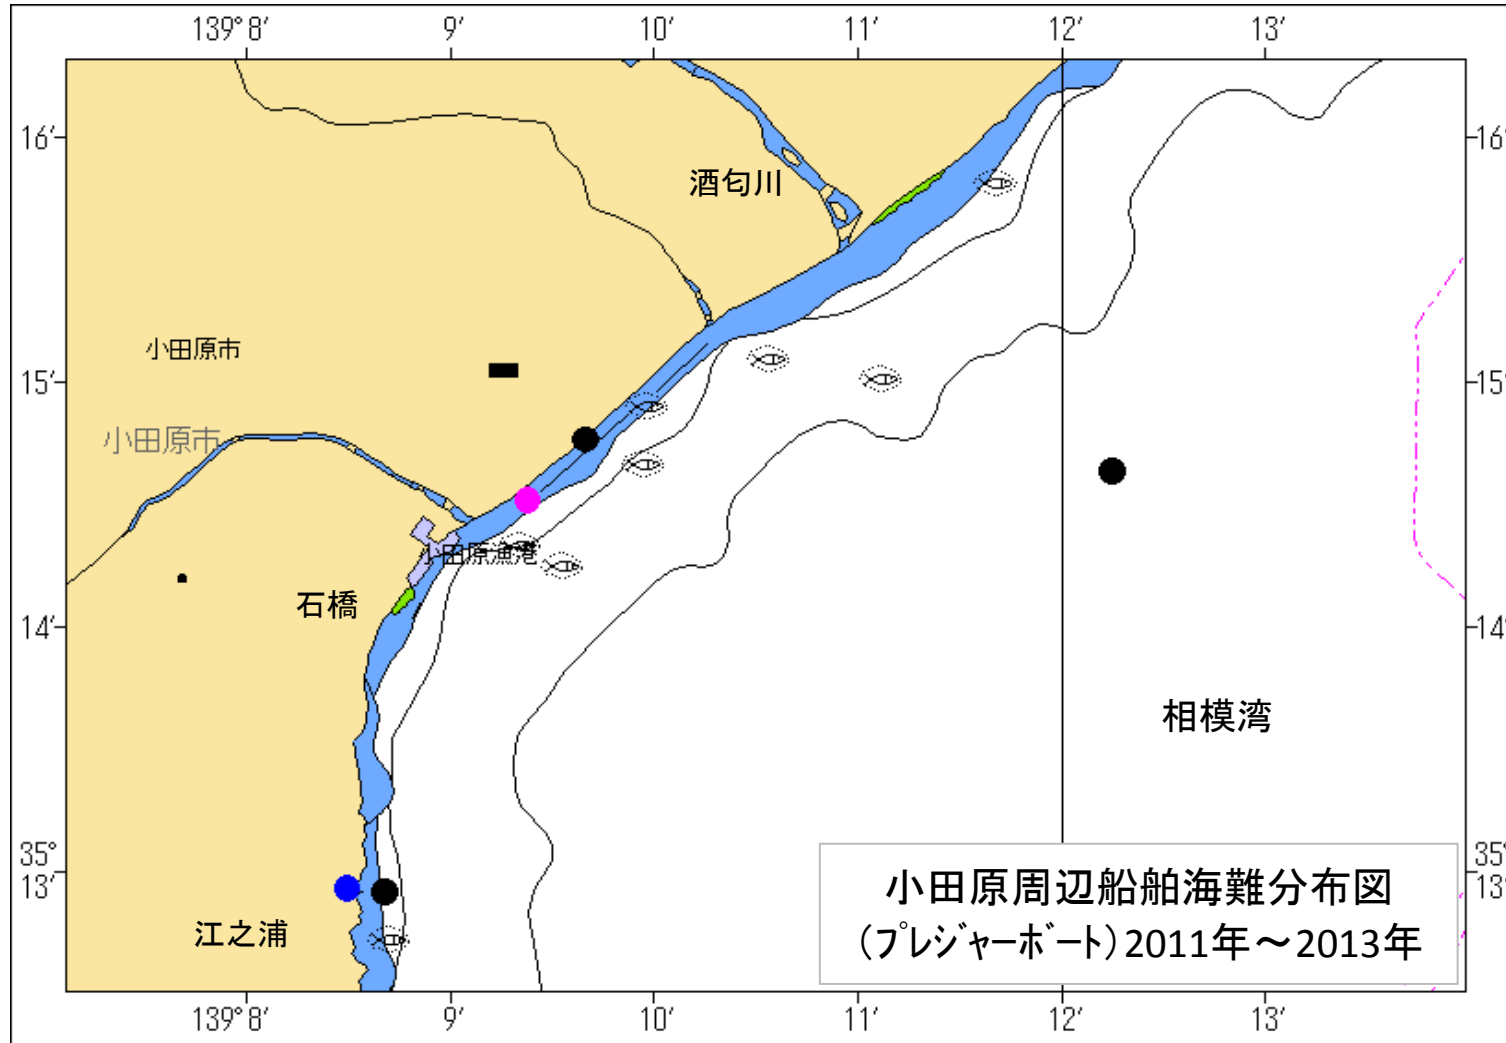 139° 8′ 9′ 10′ 11′ 12′ 13′
16′ 16′
酒匂川
小田原市
15′ 15′
小田原市
小田原漁港
石橋
14′ 14′
相模湾
35° 35°
13′ 13′
小田原周辺船舶海難分布図
(プレジャーボート)2011年～2013年
江之浦
139° 8′ 9′ 10′ 11′ 12′ 13′